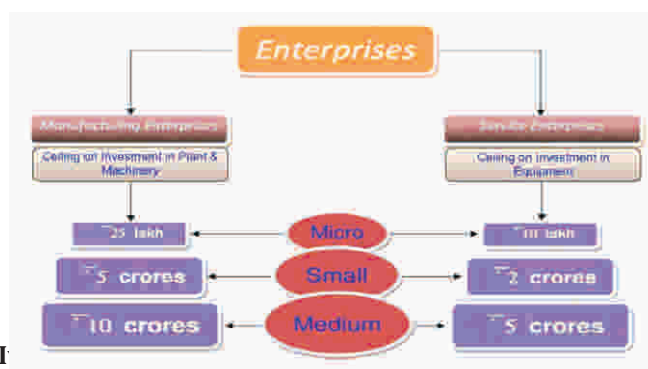 Enterprises
Manufacturing Enterprises
Service Enterprises
Ceiling on Investment in Plant &
Machinery
Ceiling on Investment in
Equipment
25 lakh
Micro
10 lakh
5 crores
Small
2 crores
10 crores
Medium
5 crores